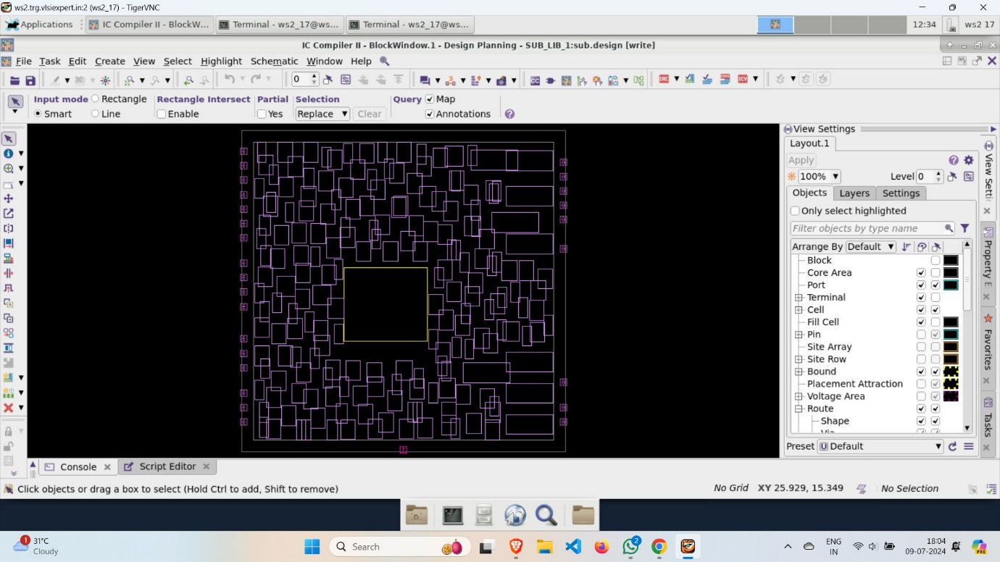 ws2.trg.vlsiexpert.in:2 (ws2_17) - TigerVNC
Applications
IC Compiler II - BlockW...
Terminal - ws2_17@ws...
Terminal - ws2_17@ws...
12:34
ws2 17
IC Compiler II - BlockWindow.1 - Design Planning - SUB_LIB_1:sub.design [write]
File Task Edit Create View Select Highlight Schematic Window Help
0
DRC
ICV
Input mode Rectangle Rectangle Intersect Partial Selection Query Map
Smart Line Enable Yes Replace Clear Annotations
View Settings
Layout.1
Apply
100% Level 0
Objects Layers Settings
Only select highlighted
Filter objects by type name
Arrange By Default
Block
Core Area
Port
Terminal
Cell
Fill Cell
Pin
Site Array
Site Row
Bound
Placement Attraction
Voltage Area
Route
Shape
Preset Default
View Setti
Property E
Favorites
Tasks
Console Script Editor
Click objects or drag a box to select (Hold Ctrl to add, Shift to remove)
No Grid XY 25.929, 15.349 No Selection
1
31°C
Cloudy
Search
2
ENG
IN
18:04
09-07-2024
PRE